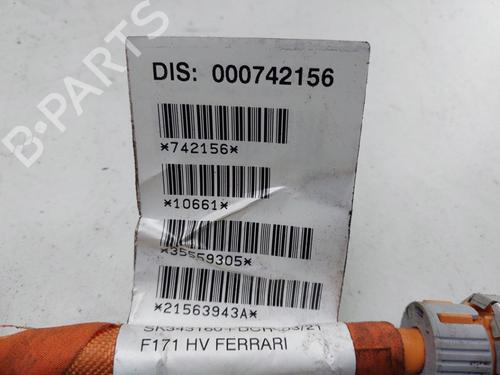 B-PARTS
DIS: 000742156
*742156*
*10661*
*35559305*
*21563943A*
F171 HV FERRARI